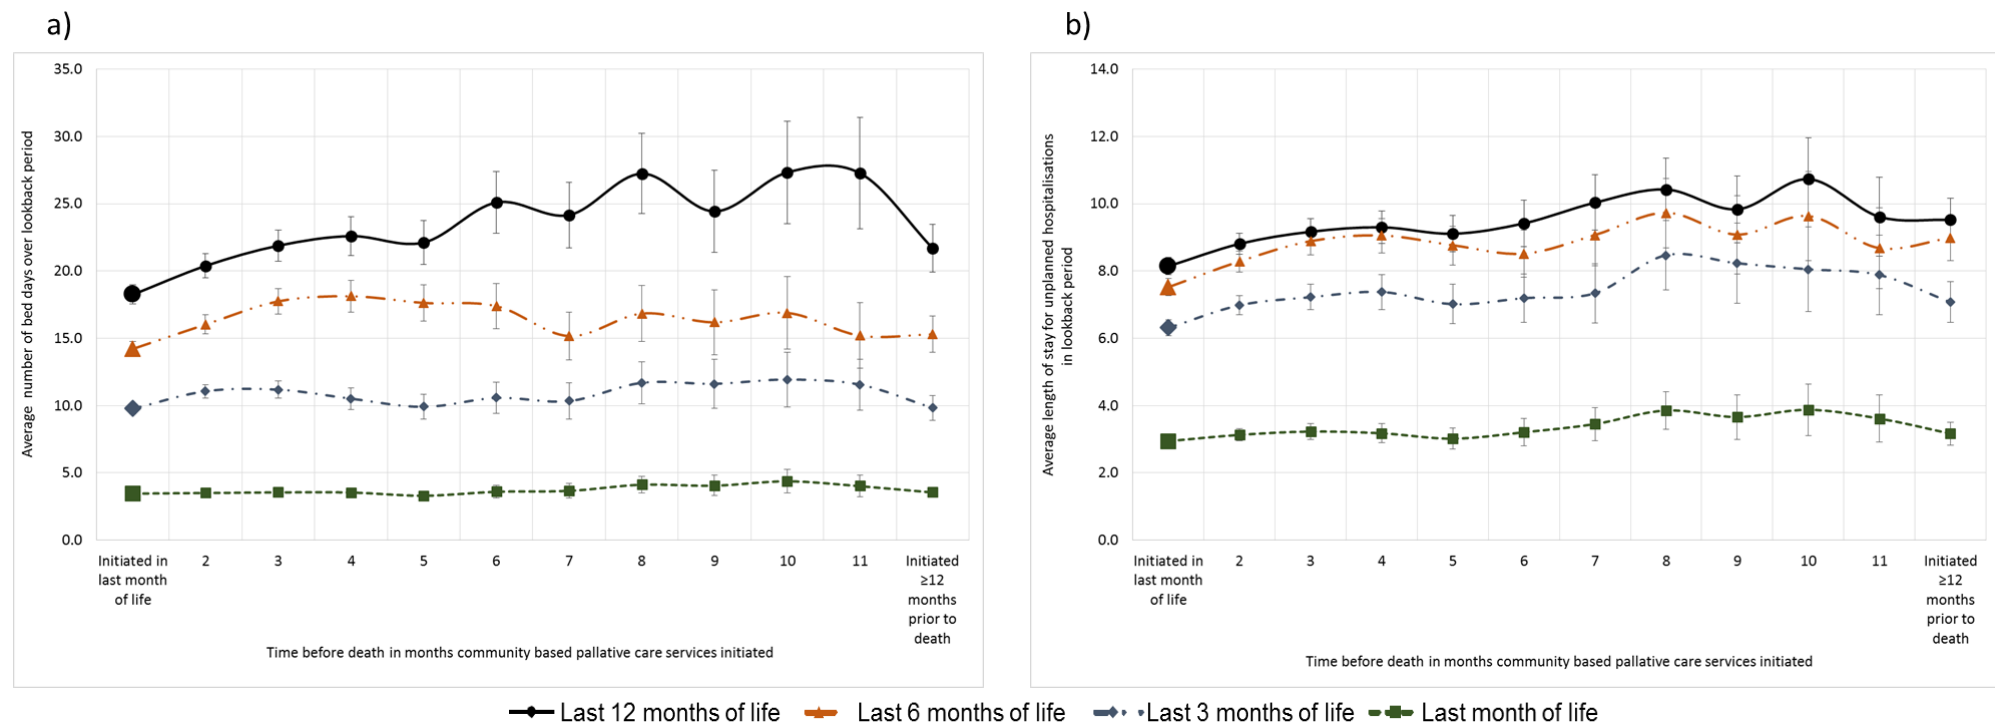 a)
35.0
30.0
25.0
20.0
15.0
10.0
5.0
0.0
Average number of bed days over lookback period
Initiated in
last month
of life
2
3
4
5
6
7
8
9
10
11
Initiated
≥12
months
prior to
death
Time before death in months community based pallative care services initiated
b)
14.0
12.0
10.0
8.0
6.0
4.0
2.0
0.0
Average length of stay for unplanned hospitalisations
in lookback period
Initiated in
last month
of life
2
3
4
5
6
7
8
9
10
11
Initiated
≥12
months
prior to
death
Time before death in months community based pallative care services initiated
Last 12 months of life
Last 6 months of life
Last 3 months of life
Last month of life